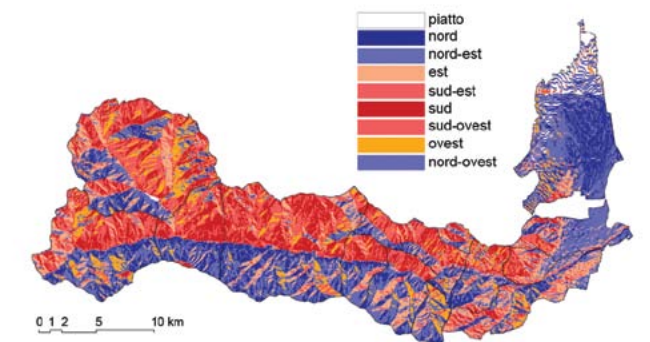 piatto
nord
nord-est
est
sud-est
sud
sud-ovest
ovest
nord-ovest
0 1 2 5 10 km